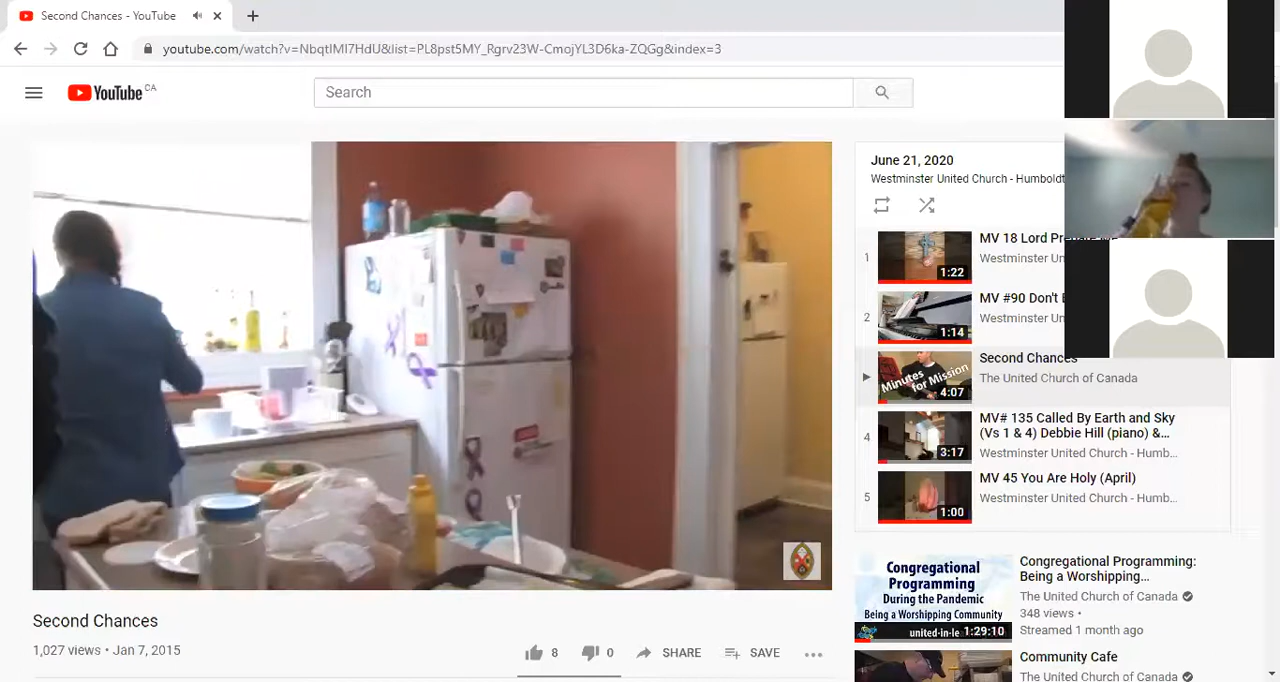 Second Chances - YouTube
youtube.com/watch?v=NbqtIMI7HdU&list=PL8pst5MY_Rgrv23W-CmojYL3D6ka-ZQGg&index=3
YouTube CA
Search
June 21, 2020
Westminster United Church - Humboldt
1
1:22
MV 18 Lord
Westminster Un
2
1:14
MV #90 Don't
Westminster Un
Minutes for Mission
4:07
Second Chances
The United Church of Canada
4
3:17
MV# 135 Called By Earth and Sky
(Vs 1 & 4) Debbie Hill (piano) &...
Westminster United Church - Humb...
5
1:00
MV 45 You Are Holy (April)
Westminster United Church - Humb...
Congregational
Programming
During the Pandemic
Being a Worshipping Community
united-in-le
1:29:10
Congregational Programming:
Being a Worshipping...
The United Church of Canada
348 views •
Streamed 1 month ago
Community Cafe
The United Church of Canada
Second Chances
1,027 views • Jan 7, 2015
8
0
SHARE
SAVE